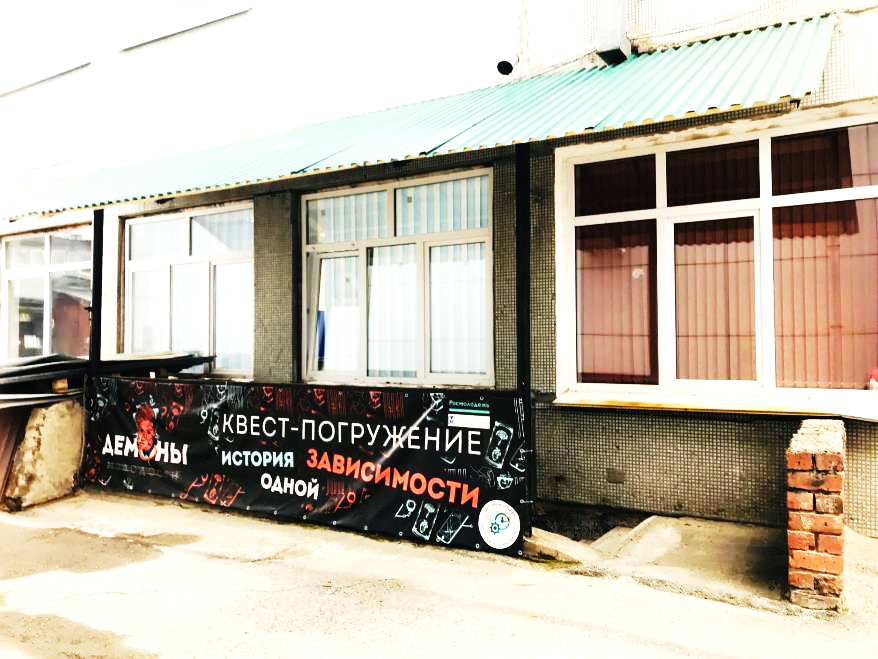 Росмолодёжь
ДЕМОНЫ
КВЕСТ-ПОГРУЖЕНИЕ
ИСТОРИЯ ЗАВИСИМОСТИ
ОДНОЙ